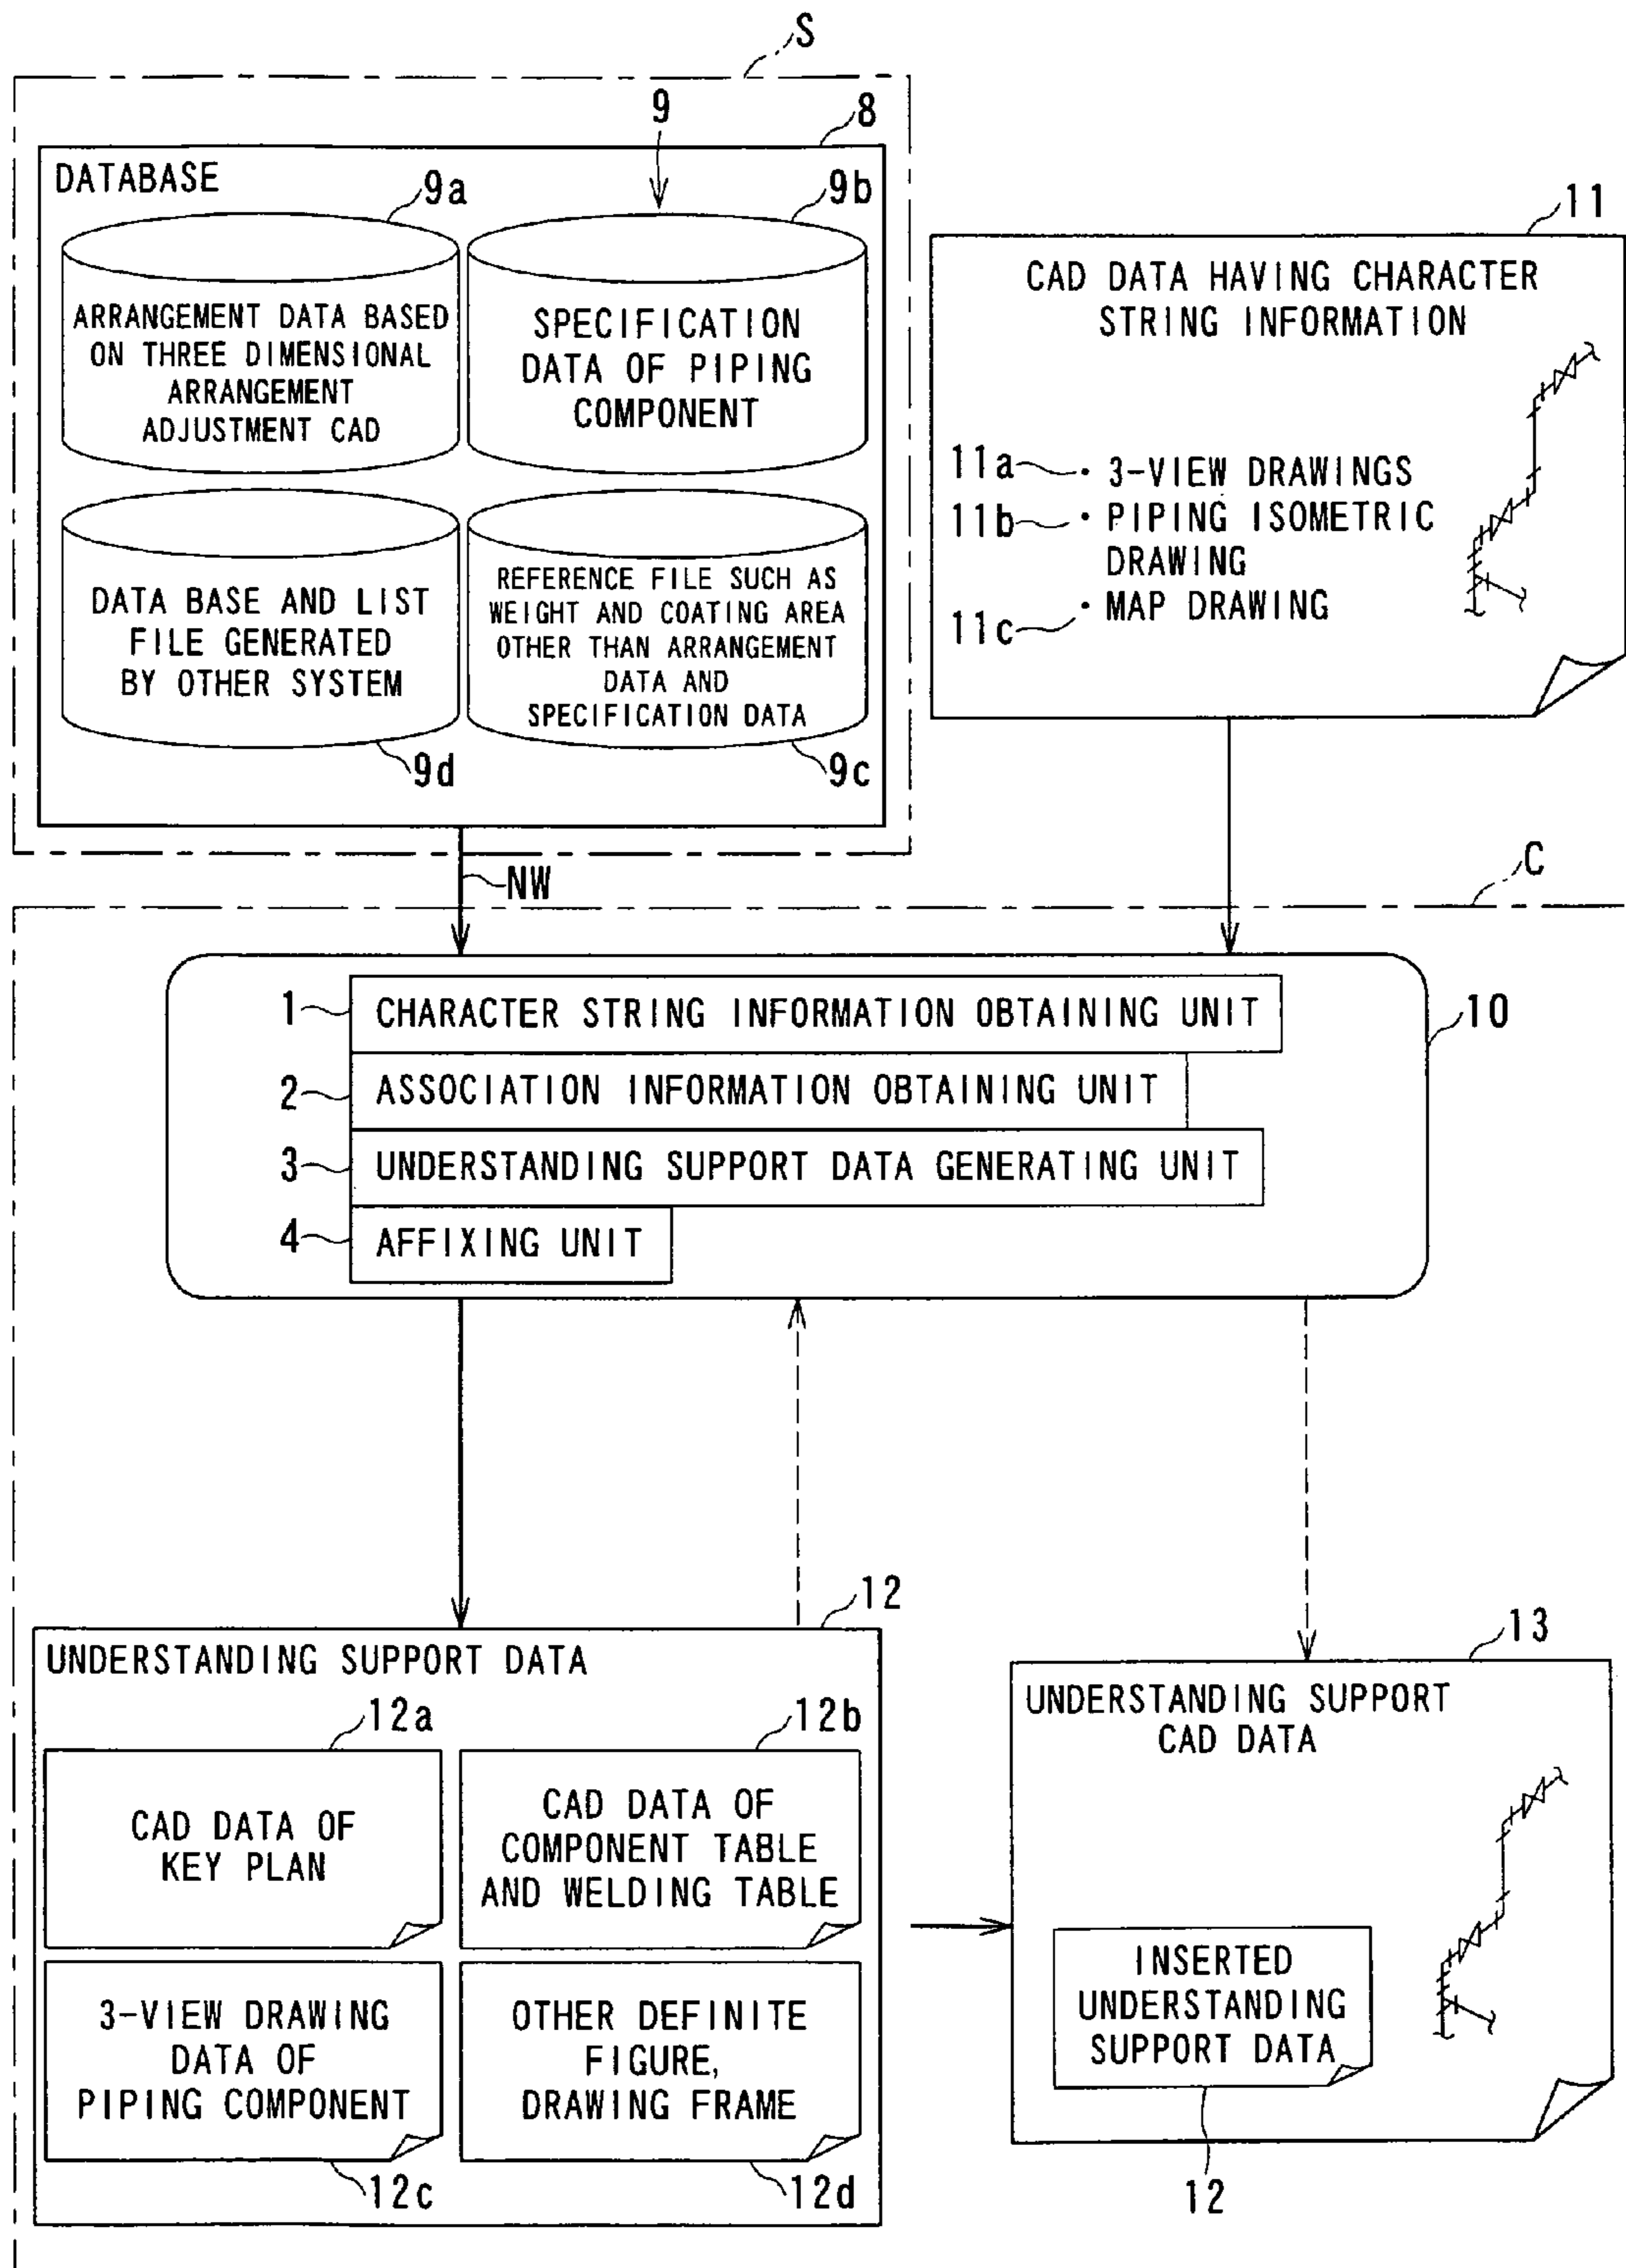 S
9
8
DATABASE
9a
9b
ARRANGEMENT DATA BASED
ON THREE DIMENSIONAL
ARRANGEMENT
ADJUSTMENT CAD
SPECIFICATION
DATA OF PIPING
COMPONENT
DATA BASE AND LIST
FILE GENERATED
BY OTHER SYSTEM
REFERENCE FILE SUCH AS
WEIGHT AND COATING AREA
OTHER THAN ARRANGEMENT
DATA AND
SPECIFICATION DATA
9d
9c
11
CAD DATA HAVING CHARACTER
STRING INFORMATION
11a
• 3-VIEW DRAWINGS
11b
• PIPING ISOMETRIC
DRAWING
11c
• MAP DRAWING
NW
C
1
CHARACTER STRING INFORMATION OBTAINING UNIT
10
2
ASSOCIATION INFORMATION OBTAINING UNIT
3
UNDERSTANDING SUPPORT DATA GENERATING UNIT
4
AFFIXING UNIT
12
UNDERSTANDING SUPPORT DATA
12a
12b
CAD DATA OF
KEY PLAN
CAD DATA OF
COMPONENT TABLE
AND WELDING TABLE
3-VIEW DRAWING
DATA OF
PIPING COMPONENT
OTHER DEFINITE
FIGURE,
DRAWING FRAME
12c
12d
13
UNDERSTANDING SUPPORT
CAD DATA
INSERTED
UNDERSTANDING
SUPPORT DATA
12